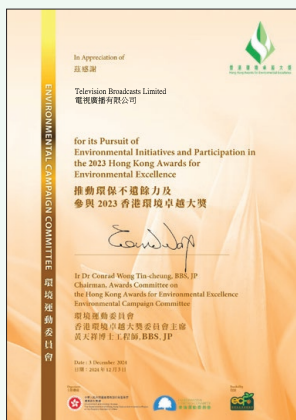 In Appreciation of
茲感謝
Television Broadcasts Limited
電視廣播有限公司
for its Pursuit of
Environmental Initiatives and Participation in
the 2023 Hong Kong Awards for
Environmental Excellence
推動環保不遺餘力及
參與 2023 香港環境卓越大獎
Ir Dr Conrad Wong Tin-cheung, BBS, JP
Chairman, Awards Committee on
the Hong Kong Awards for Environmental Excellence
Environmental Campaign Committee
環境運動委員會
香港環境卓越大獎委員會主席
黃天祥博士工程師, BBS, JP
ENVIRONMENTAL CAMPAIGN COMMITTEE 環境運動委員會